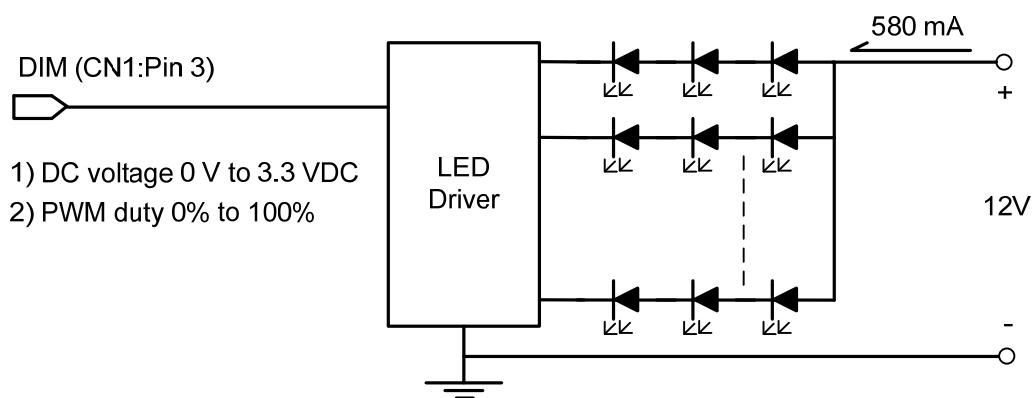 580 mA
DIM (CN1:Pin 3)
+
1) DC voltage 0 V to 3.3 VDC
2) PWM duty 0% to 100%
LED
Driver
12V
-